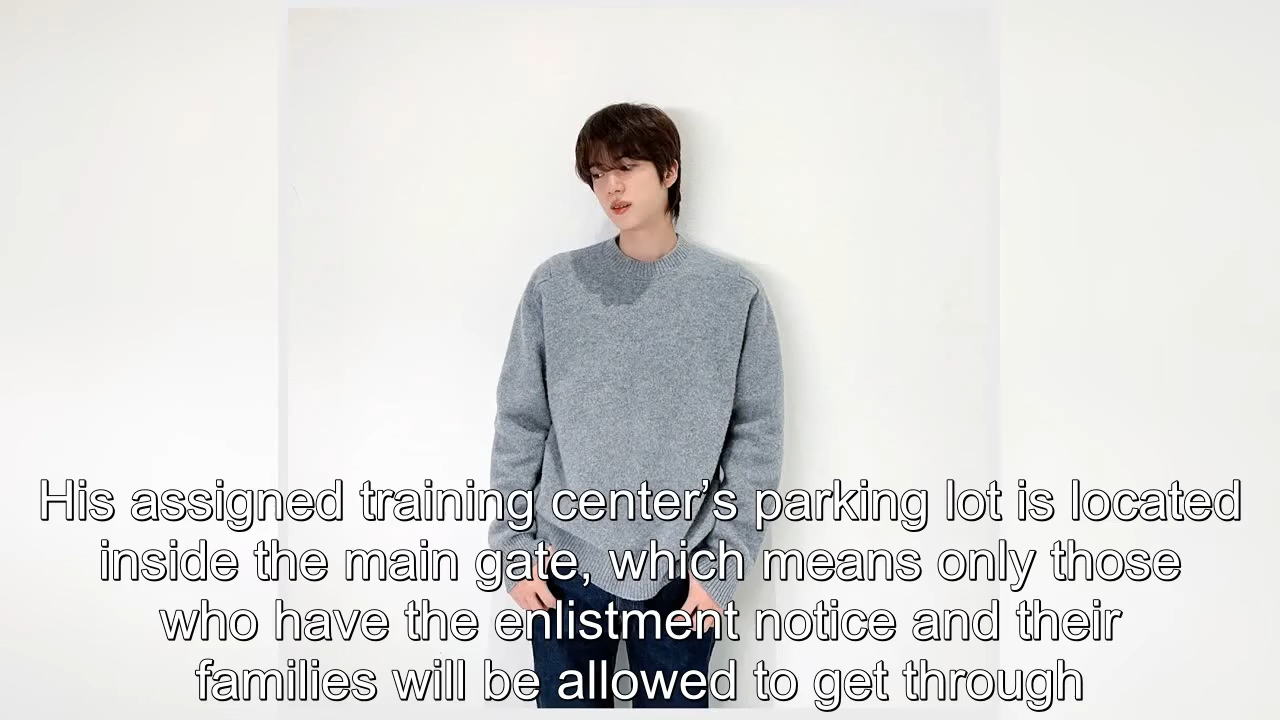 His assigned training center’s parking lot is located
inside the main gate, which means only those
who have the enlistment notice and their
families will be allowed to get through